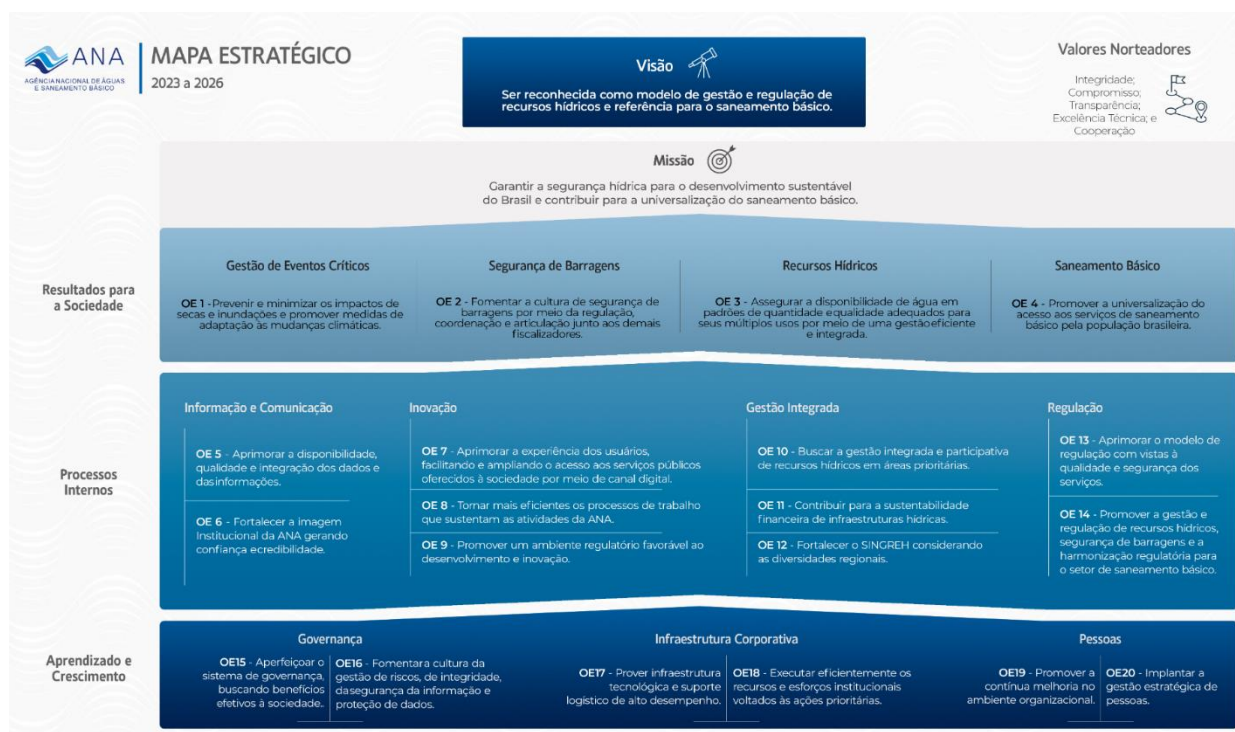 ANA
AGÊNCIA NACIONAL DE ÁGUAS
E SANEAMENTO BÁSICO
MAPA ESTRATÉGICO
2023 a 2026
Visão
Ser reconhecida como modelo de gestão e regulação de
recursos hídricos e referência para o saneamento básico.
Valores Norteadores
Integridade;
Compromisso;
Transparência;
Excelência Técnica; e
Cooperação
Missão
Garantir a segurança hídrica para o desenvolvimento sustentável
do Brasil e contribuir para a universalização do saneamento básico.
Resultados para
a Sociedade
Gestão de Eventos Críticos
OE 1 -Prevenir e minimizar os impactos de
secas e inundações e promover medidas de
adaptação às mudanças climáticas.
Segurança de Barragens
OE 2 - Fomentar a cultura de segurança de
barragens por meio da regulação,
coordenação e articulação junto aos demais
fiscalizadores.
Recursos Hídricos
OE 3 - Assegurar a disponibilidade de água em
padrões de quantidade equalidade adequados para
seus múltiplos usos por meio de uma gestão eficiente
e integrada.
Saneamento Básico
OE 4 - Promover a universalização do
acesso aos serviços de saneamento
básico pela população brasileira.
Processos
Internos
Informação e Comunicação
OE 5 - Aprimorar a disponibilidade,
qualidade e integração dos dados e
dasinformações.
OE 6 - Fortalecer a imagem
Institucional da ANA gerando
confiança ecredibilidade.
Inovação
OE 7 - Aprimorar a experiência dos usuários,
facilitando e ampliando o acesso aos serviços públicos
oferecidos à sociedade por meio de canal digital.
OE 8 - Tornar mais eficientes os processos de trabalho
que sustentam as atividades da ANA.
OE 9 - Promover um ambiente regulatório favorável ao
desenvolvimento e inovação.
Gestão Integrada
OE 10 - Buscar a gestão integrada e participativa
de recursos hídricos em áreas prioritárias.
OE 11 - Contribuir para a sustentabilidade
financeira de infraestruturas hídricas.
OE 12 - Fortalecer o SINGREH considerando
as diversidades regionais.
Regulação
OE 13 - Aprimorar o modelo de
regulação com vistas à
qualidade e segurança dos
serviços.
OE 14 - Promover a gestão e
regulação de recursos hídricos,
segurança de barragens e a
harmonização regulatória para
o setor de saneamento básico.
Aprendizado e
Crescimento
Governança
OE15 - Aperfeiçoar o
sistema de governança,
buscando benefícios
efetivos à sociedade.
OE16 - Fomentara cultura da
gestão de riscos, de integridade,
dasegurança da informação e
proteção de dados.
Infraestrutura Corporativa
OE17 - Prover infraestrutura
tecnológica e suporte
logístico de alto desempenho.
OE18 - Executar eficientemente os
recursos e esforços institucionais
voltados às ações prioritárias.
Pessoas
OE19 - Promover a
contínua melhoria no
ambiente organizacional.
OE20 - Implantar a
gestão estratégica de
pessoas.